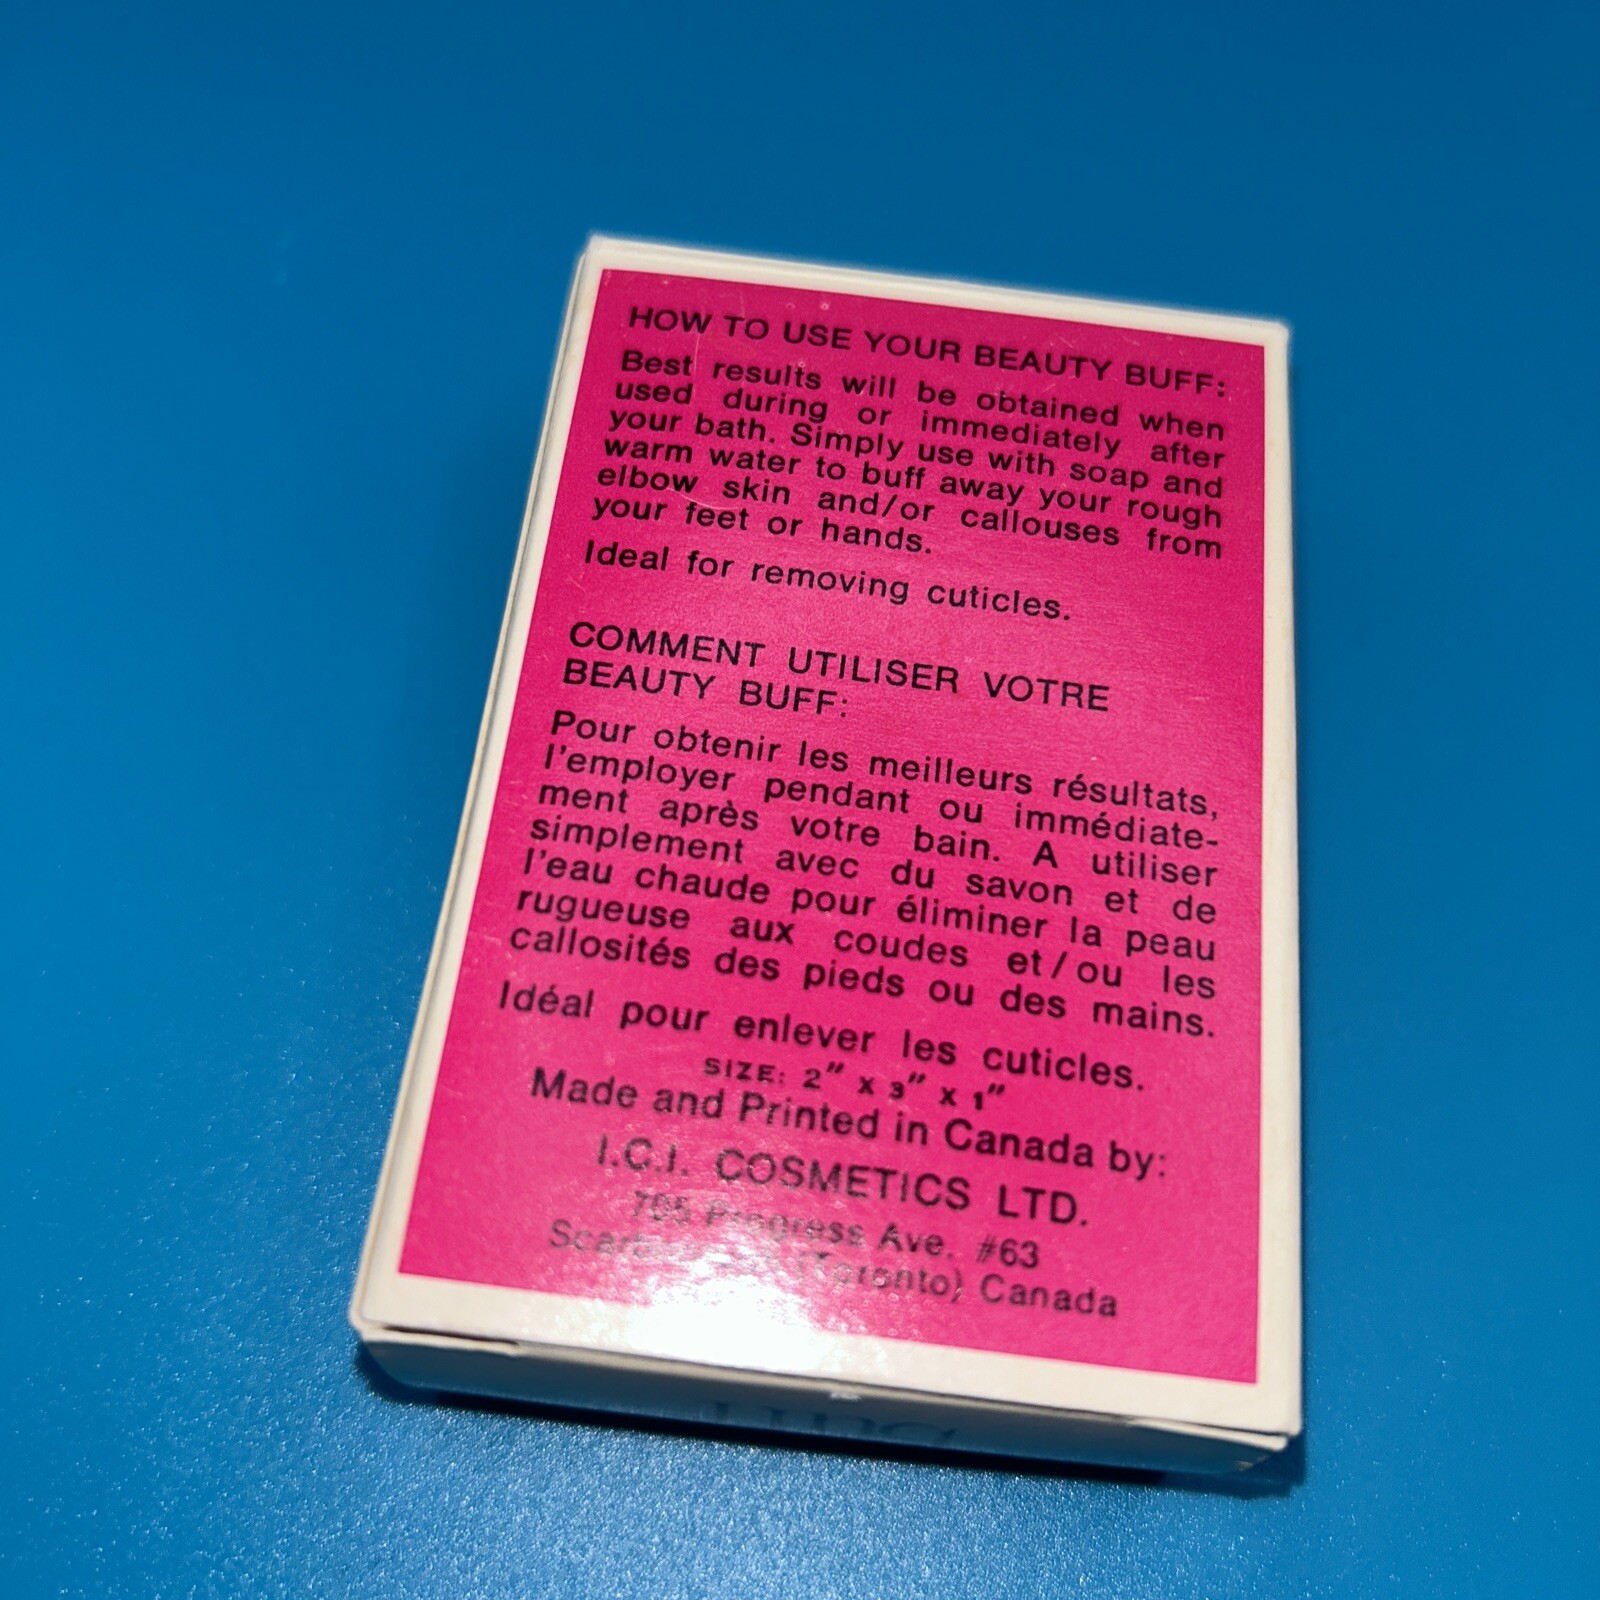 HOW TO USE YOUR BEAUTY BUFF:
Best results will be obtained when
used during or immediately after
your bath. Simply use with soap and
warm water to buff away your rough
elbow skin and/or callouses from
your feet or hands.
Ideal for removing cuticles.
COMMENT UTILISER VOTRE
BEAUTY BUFF:
Pour obtenir les meilleurs résultats,
l'employer pendant ou immédiate-
ment après votre bain. A utiliser
simplement avec du savon et de
l'eau chaude pour éliminer la peau
rugueuse aux coudes et/ou les
callosités des pieds ou des mains.
Idéal pour enlever les cuticles.
SIZE: 2" x 3" x 1"
Made and Printed in Canada by:
I.C.I. COSMETICS LTD.
705 Progress Ave. #63
(Toronto) Canada